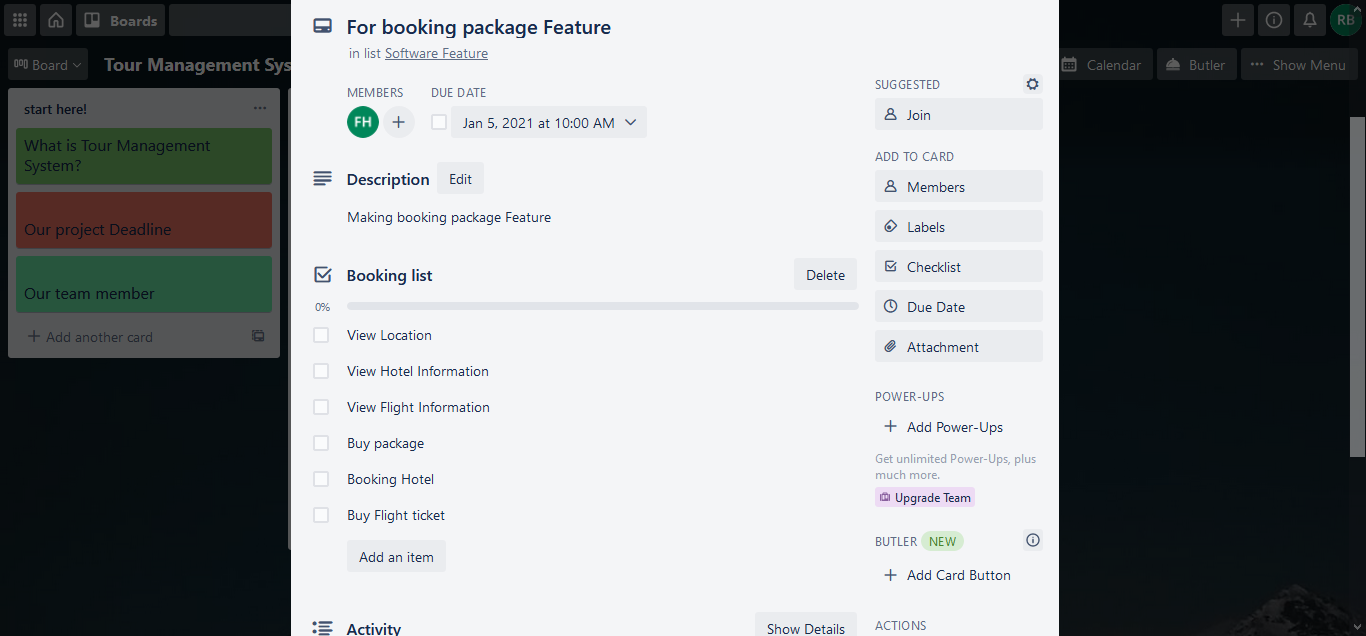 Boards
RB
Board
Tour Management Sys
Calendar
Butler
Show Menu
start here!
What is Tour Management
System?
Our project Deadline
Our team member
Add another card
For booking package Feature
in list Software Feature
MEMBERS
DUE DATE
FH
Jan 5, 2021 at 10:00 AM
Description
Edit
Making booking package Feature
Booking list
Delete
0%
View Location
View Hotel Information
View Flight Information
Buy package
Booking Hotel
Buy Flight ticket
Add an item
Activity
Show Details
SUGGESTED
Join
ADD TO CARD
Members
Labels
Checklist
Due Date
Attachment
POWER-UPS
Add Power-Ups
Get unlimited Power-Ups, plus
much more.
Upgrade Team
BUTLER NEW
Add Card Button
ACTIONS